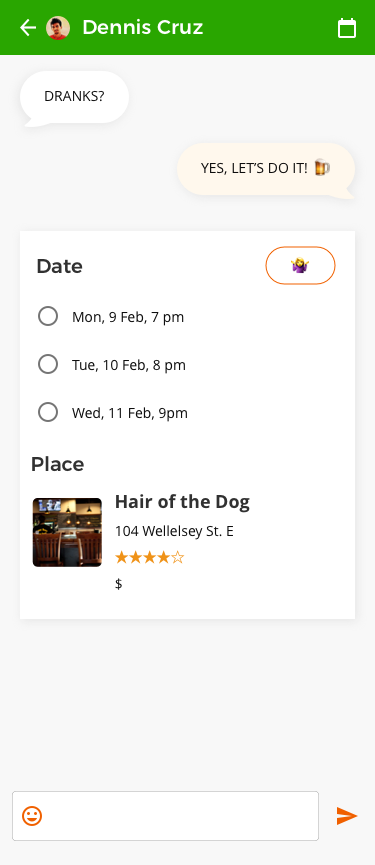 Dennis Cruz
DRANKS?
YES, LET'S DO IT! 🍺
Date
🤷‍♀️
Mon, 9 Feb, 7 pm
Tue, 10 Feb, 8 pm
Wed, 11 Feb, 9pm
Place
Hair of the Dog
104 Wellelsey St. E
★★★★☆
$